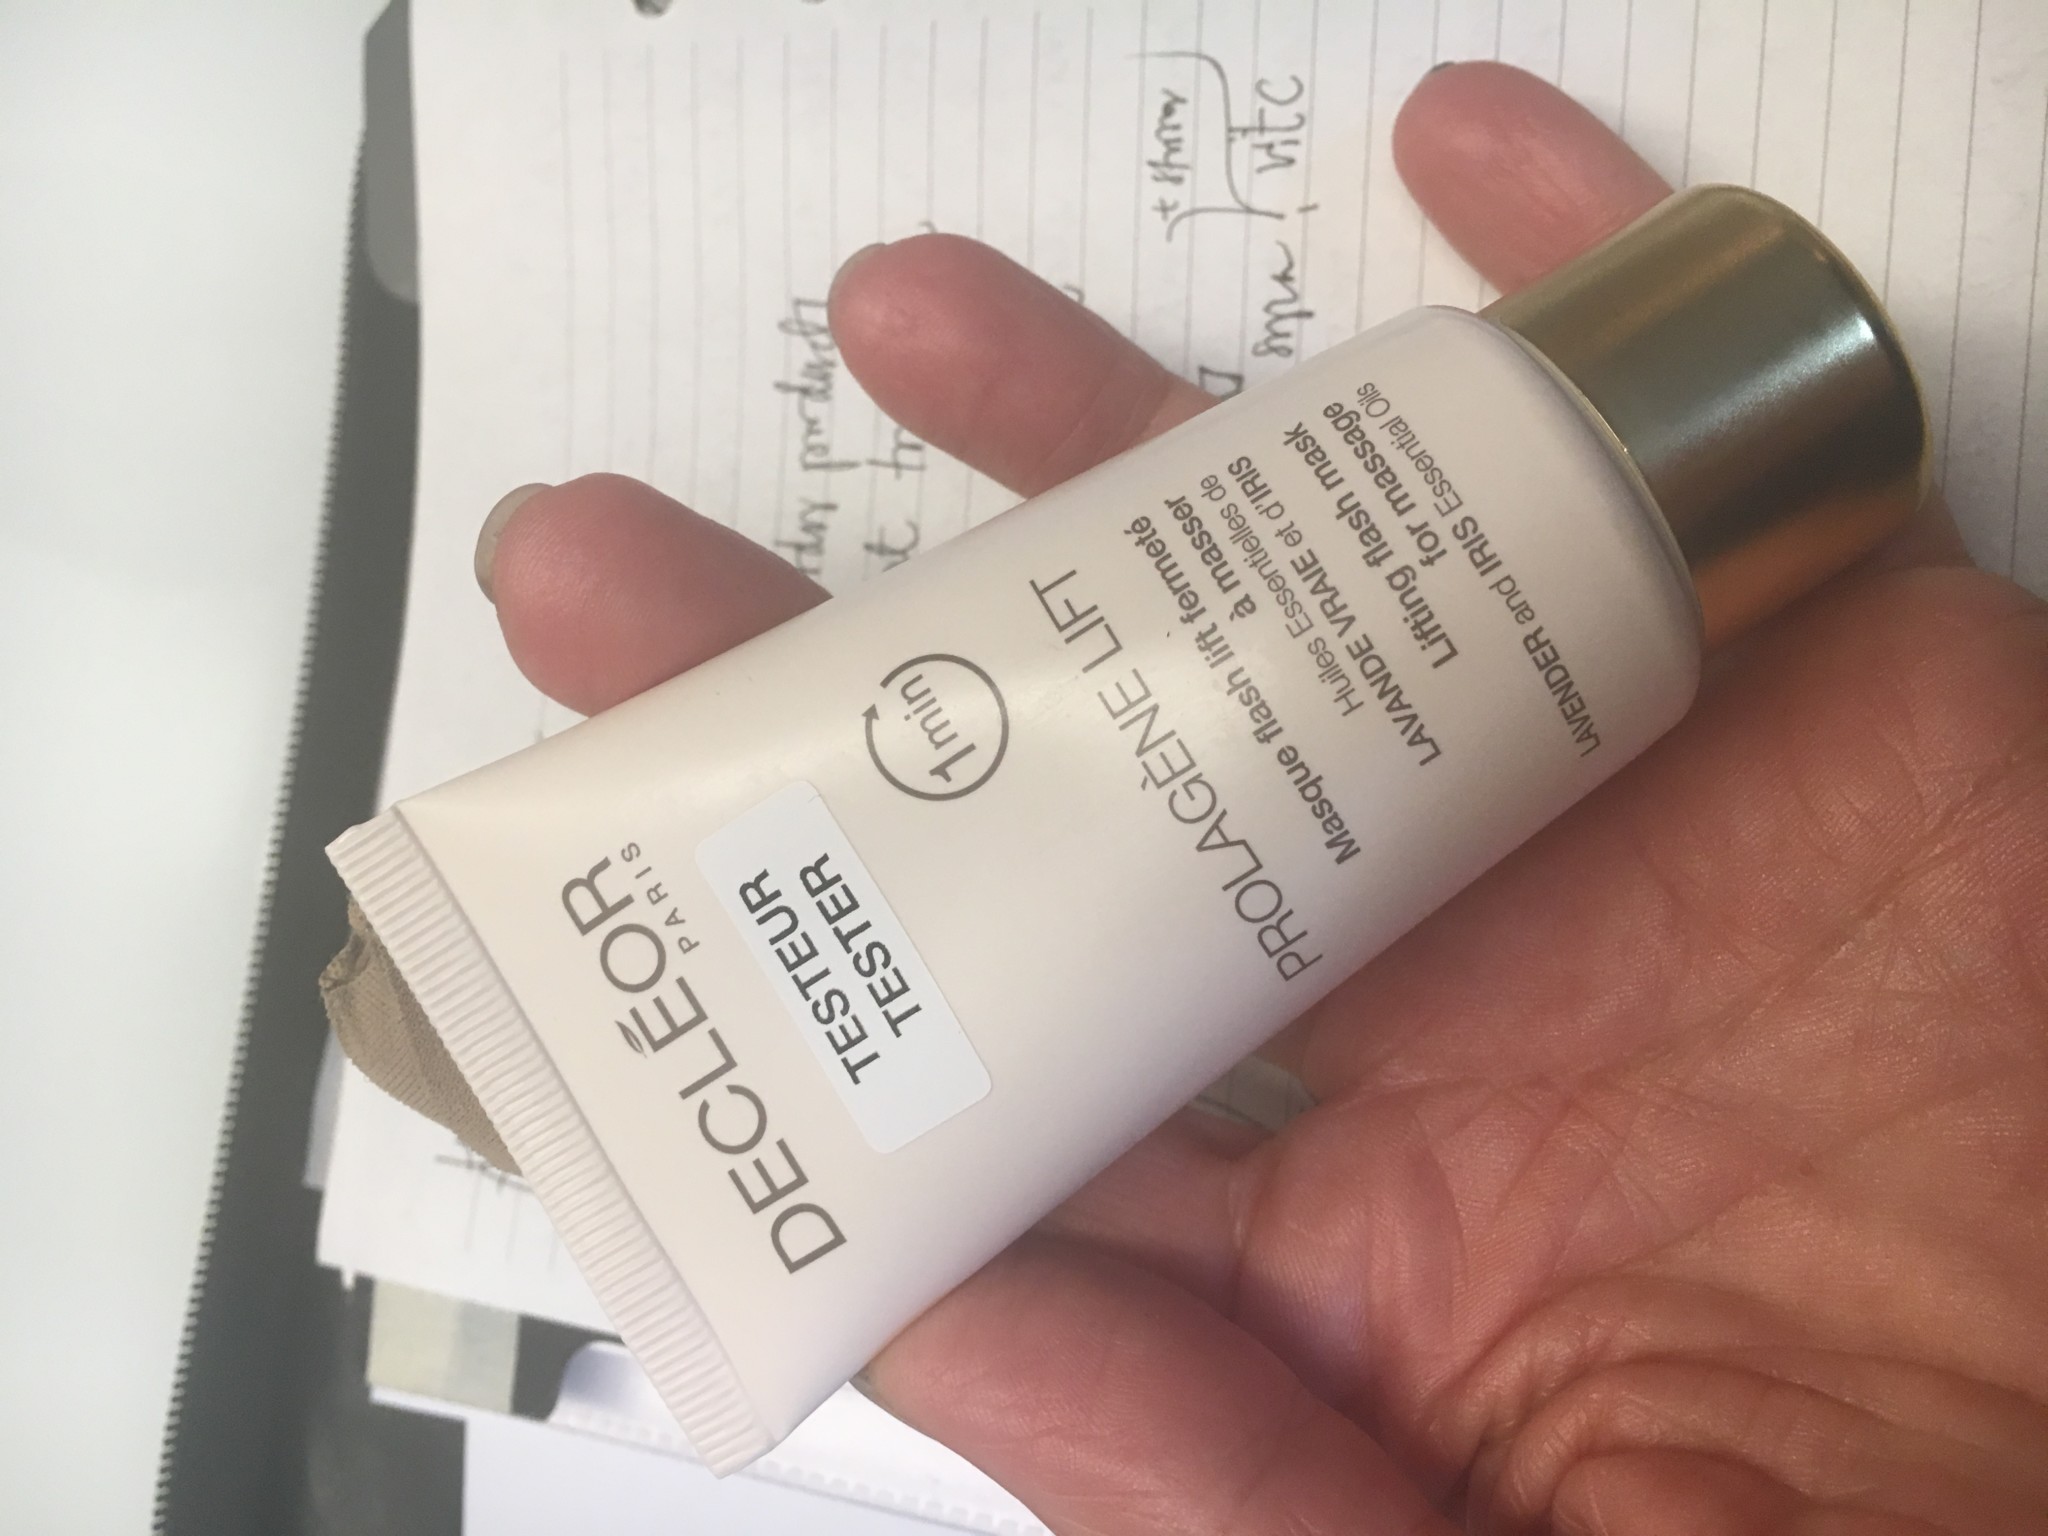 DECLÉOR
PARIS
TESTEUR
TESTER
1min
PROLAGÈNE LIFT
Masque flash lift fermeté
à masser
Huiles Essentielles de
LAVANDE VRAIE et d'IRIS
Lifting flash mask
for massage
LAVENDER and IRIS Essential Oils
vitc